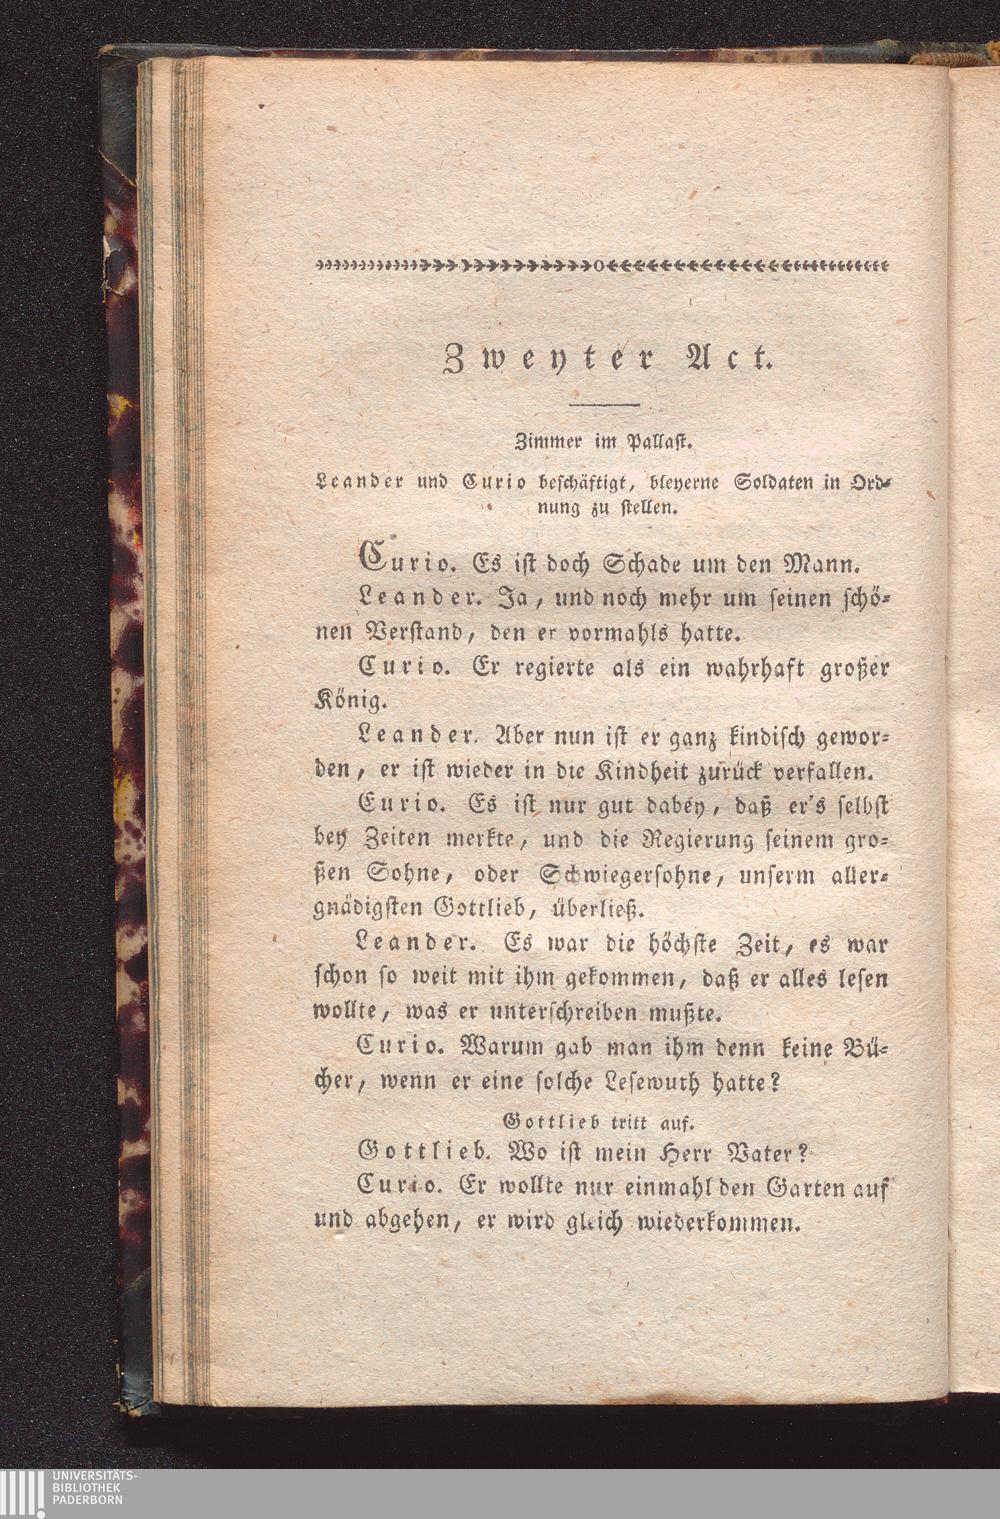 Zweyter Act.
Zimmer im Pallast.
Leander und Curio beschäftigt, bleyerne Soldaten in Ord-
nung zu stellen.
Curio. Es ist doch Schade um den Mann.
Leander. Ja, und noch mehr um seinen schö-
nen Verstand, den er vormahls hatte.
Curio. Er regierte als ein wahrhaft großer
König.
Leander. Aber nun ist er ganz kindisch gewor-
den, er ist wieder in die Kindheit zurück verfallen.
Curio. Es ist nur gut dabey, daß er's selbst
bey Zeiten merkte, und die Regierung seinem gro-
ßen Sohne, oder Schwiegersohne, unserm aller-
gnädigsten Gottlieb, überließ.
Leander. Es war die höchste Zeit, es war
schon so weit mit ihm gekommen, daß er alles lesen
wollte, was er unterschreiben mußte.
Curio. Warum gab man ihm denn keine Bü-
cher, wenn er eine solche Lesewuth hatte?
Gottlieb tritt auf.
Gottlieb. Wo ist mein Herr Vater?
Curio. Er wollte nur einmahl den Garten auf
und abgehen, er wird gleich wiederkommen.
UNIVERSITÄTS-
BIBLIOTHEK
PADERBORN